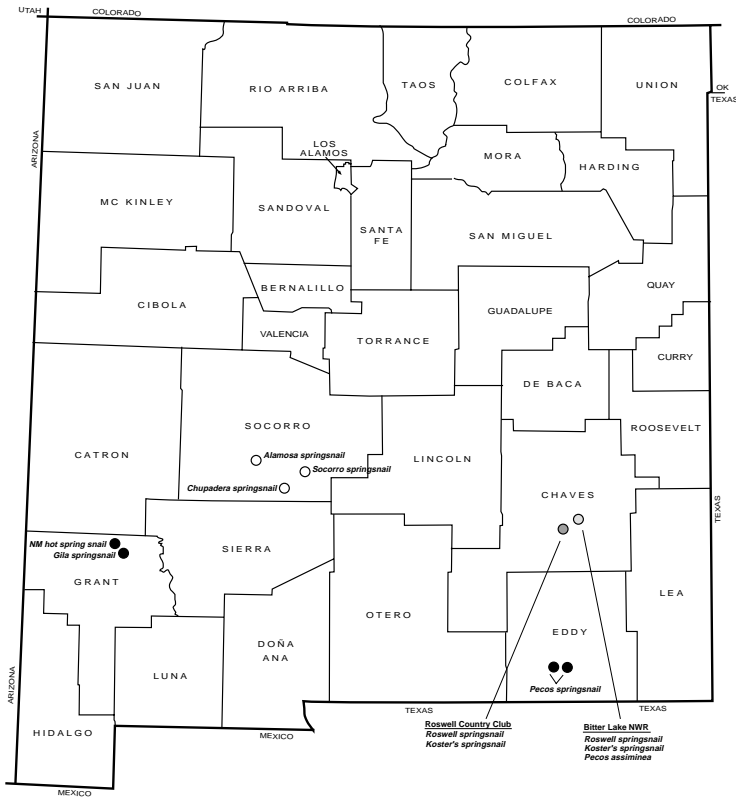 UTAH
COLORADO
COLORADO
SAN JUAN
RIO ARRIBA
TAOS
COLFAX
UNION
OK
TEXAS
ARIZONA
LOS
ALAMOS
MORA
HARDING
MC KINLEY
SANDOVAL
SANTA
FE
SAN MIGUEL
BERNALILLO
QUAY
CIBOLA
GUADALUPE
VALENCIA
TORRANCE
CURRY
DE BACA
SOCORRO
ROOSEVELT
CATRON
Alamosa springsnail
Socorro springsnail
LINCOLN
Chupadera springsnail
CHAVES
TEXAS
NM hot spring snail
Gila springsnail
SIERRA
GRANT
LEA
OTERO
EDDY
DOÑA
ANA
LUNA
ARIZONA
Pecos springsnail
TEXAS
TEXAS
HIDALGO
MEXICO
Roswell Country Club
Roswell springsnail
Koster's springsnail
Bitter Lake NWR
Roswell springsnail
Koster's springsnail
Pecos assiminea
MEXICO